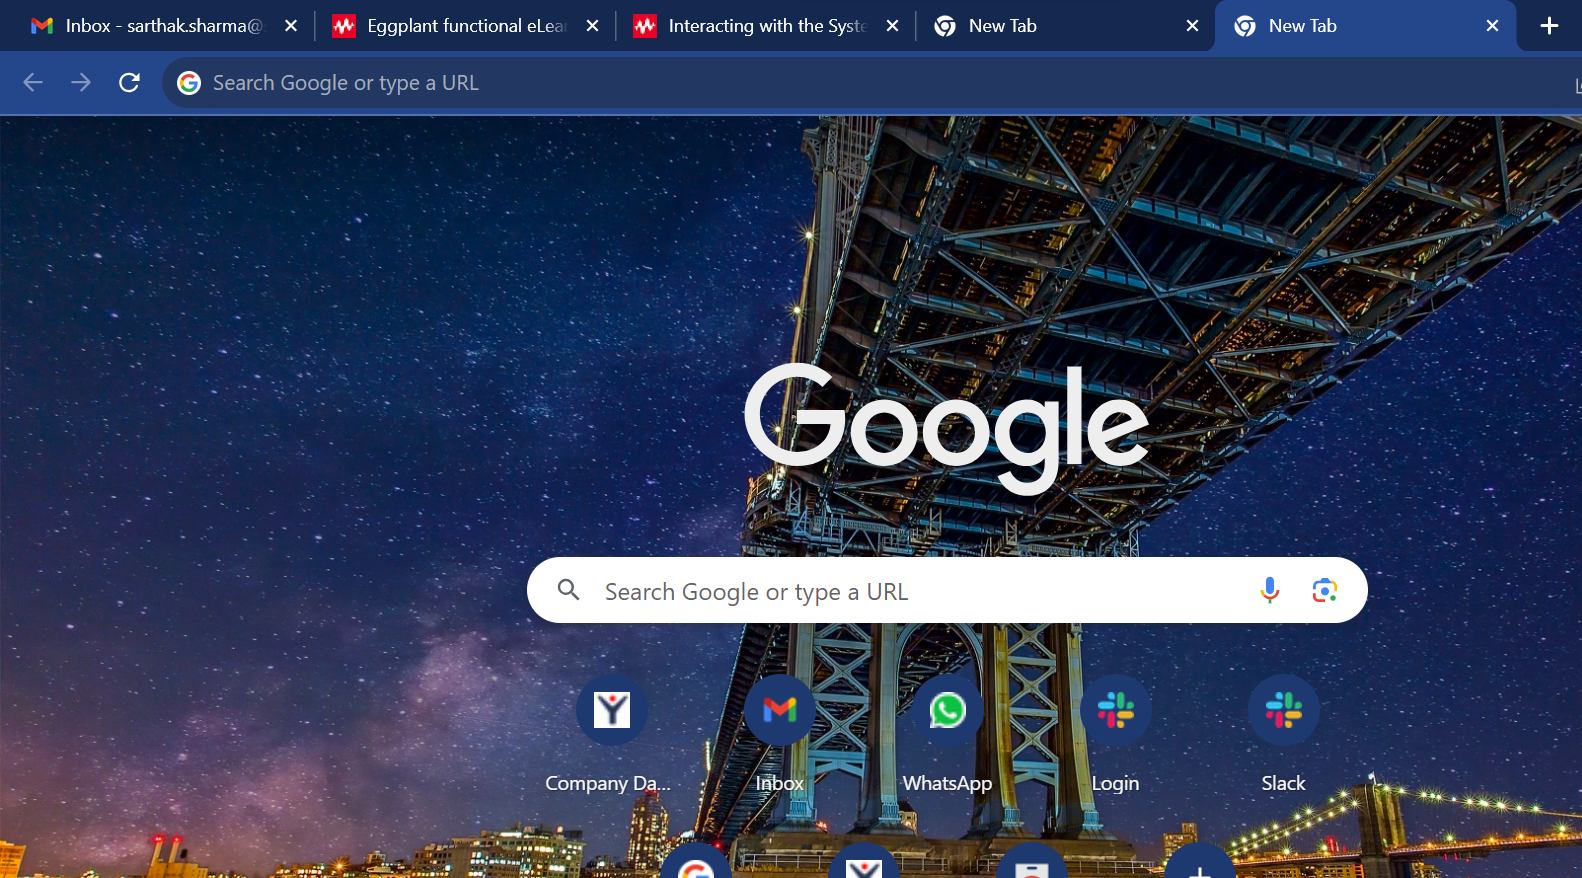 Inbox - sarthak.sharma@
Eggplant functional eLear
Interacting with the Syste
New Tab
New Tab
Search Google or type a URL
Google
Search Google or type a URL
Company Da...
Inbox
WhatsApp
Login
Slack